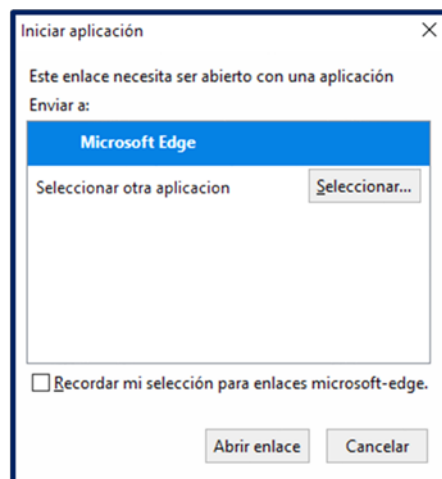 Iniciar aplicación
Este enlace necesita ser abierto con una aplicación
Enviar a:
Microsoft Edge
Seleccionar otra aplicacion
Seleccionar...
Recordar mi selección para enlaces microsoft-edge.
Abrir enlace
Cancelar